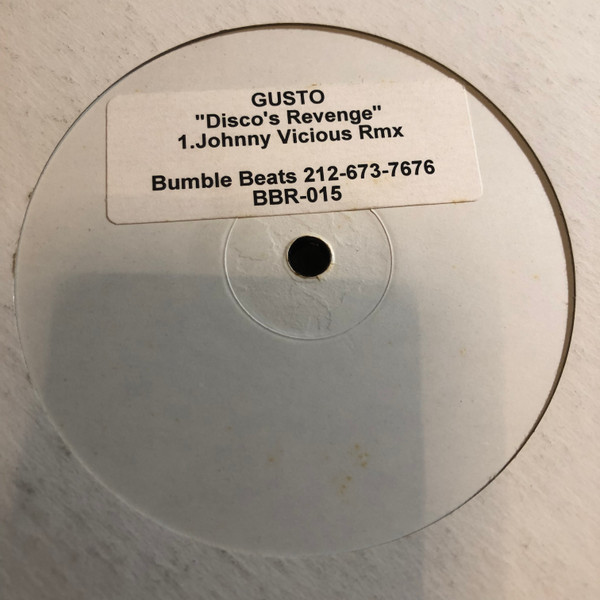 GUSTO
"Disco's Revenge"
1.Johnny Vicious Rmx
Bumble Beats 212-673-7676
BBR-015